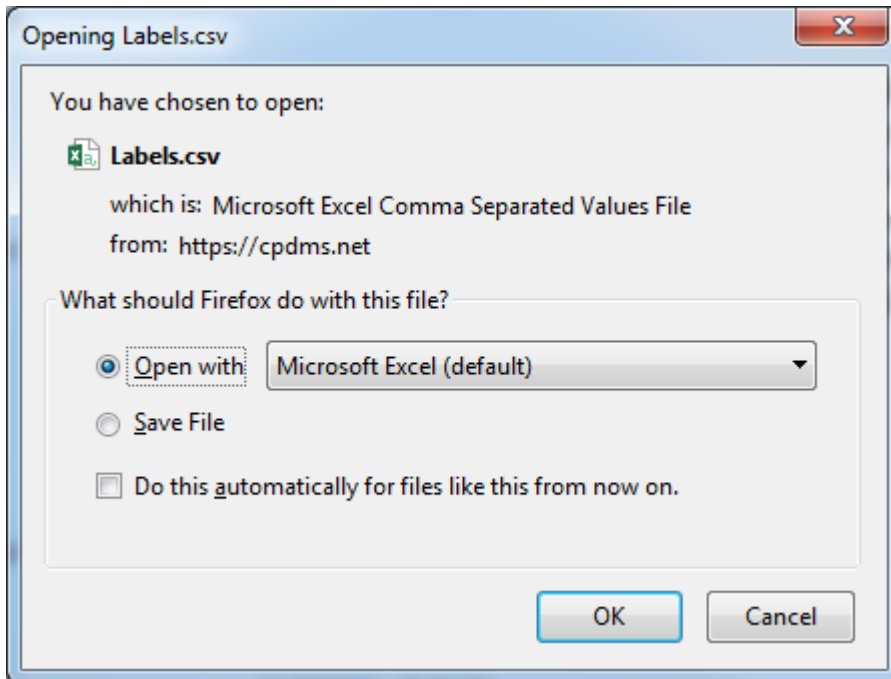 Opening Labels.csv
You have chosen to open:
Labels.csv
which is: Microsoft Excel Comma Separated Values File
from: https://cpdms.net
What should Firefox do with this file?
Open with Microsoft Excel (default)
Save File
Do this automatically for files like this from now on.
OK Cancel